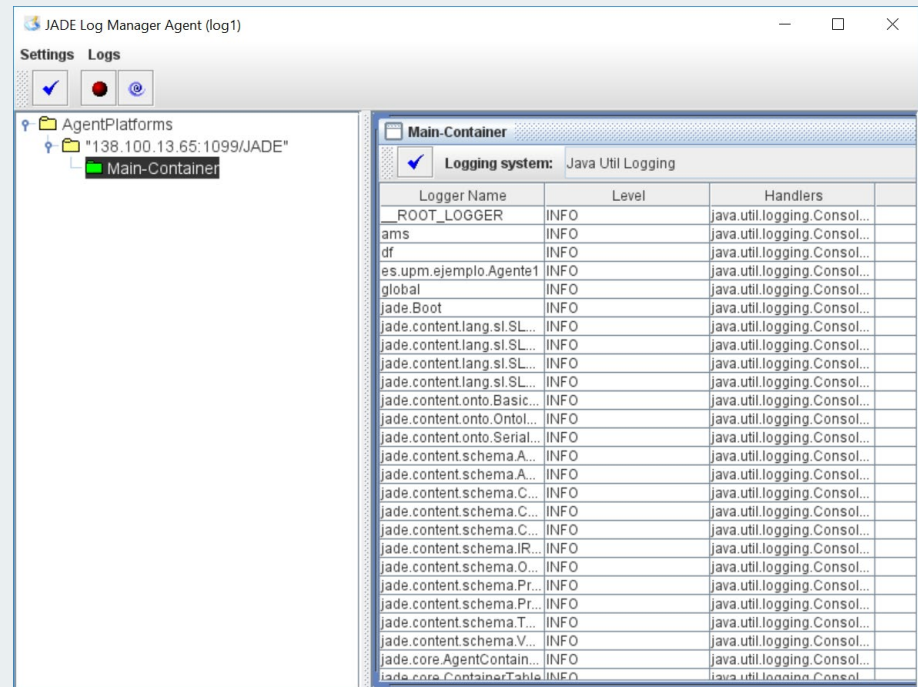 JADE Log Manager Agent (log1)
Settings Logs
AgentPlatforms
"138.100.13.65:1099/JADE"
Main-Container
Main-Container
Logging system: Java Util Logging
Logger Name Level Handlers
__ROOT_LOGGER INFO java.util.logging.Consol...
ams INFO java.util.logging.Consol...
df INFO java.util.logging.Consol...
es.upm.ejemplo.Agente1 INFO java.util.logging.Consol...
global INFO java.util.logging.Consol...
jade.Boot INFO java.util.logging.Consol...
jade.content.lang.sl.SL... INFO java.util.logging.Consol...
jade.content.lang.sl.SL... INFO java.util.logging.Consol...
jade.content.lang.sl.SL... INFO java.util.logging.Consol...
jade.content.lang.sl.SL... INFO java.util.logging.Consol...
jade.content.onto.Basic... INFO java.util.logging.Consol...
jade.content.onto.Ontol... INFO java.util.logging.Consol...
jade.content.onto.Serial... INFO java.util.logging.Consol...
jade.content.schema.A... INFO java.util.logging.Consol...
jade.content.schema.A... INFO java.util.logging.Consol...
jade.content.schema.C... INFO java.util.logging.Consol...
jade.content.schema.C... INFO java.util.logging.Consol...
jade.content.schema.C... INFO java.util.logging.Consol...
jade.content.schema.IR... INFO java.util.logging.Consol...
jade.content.schema.O... INFO java.util.logging.Consol...
jade.content.schema.Pr... INFO java.util.logging.Consol...
jade.content.schema.Pr... INFO java.util.logging.Consol...
jade.content.schema.T... INFO java.util.logging.Consol...
jade.content.schema.V... INFO java.util.logging.Consol...
jade.core.AgentContain... INFO java.util.logging.Consol...
jade.core.ContainerTable INFO java.util.logging.Consol...